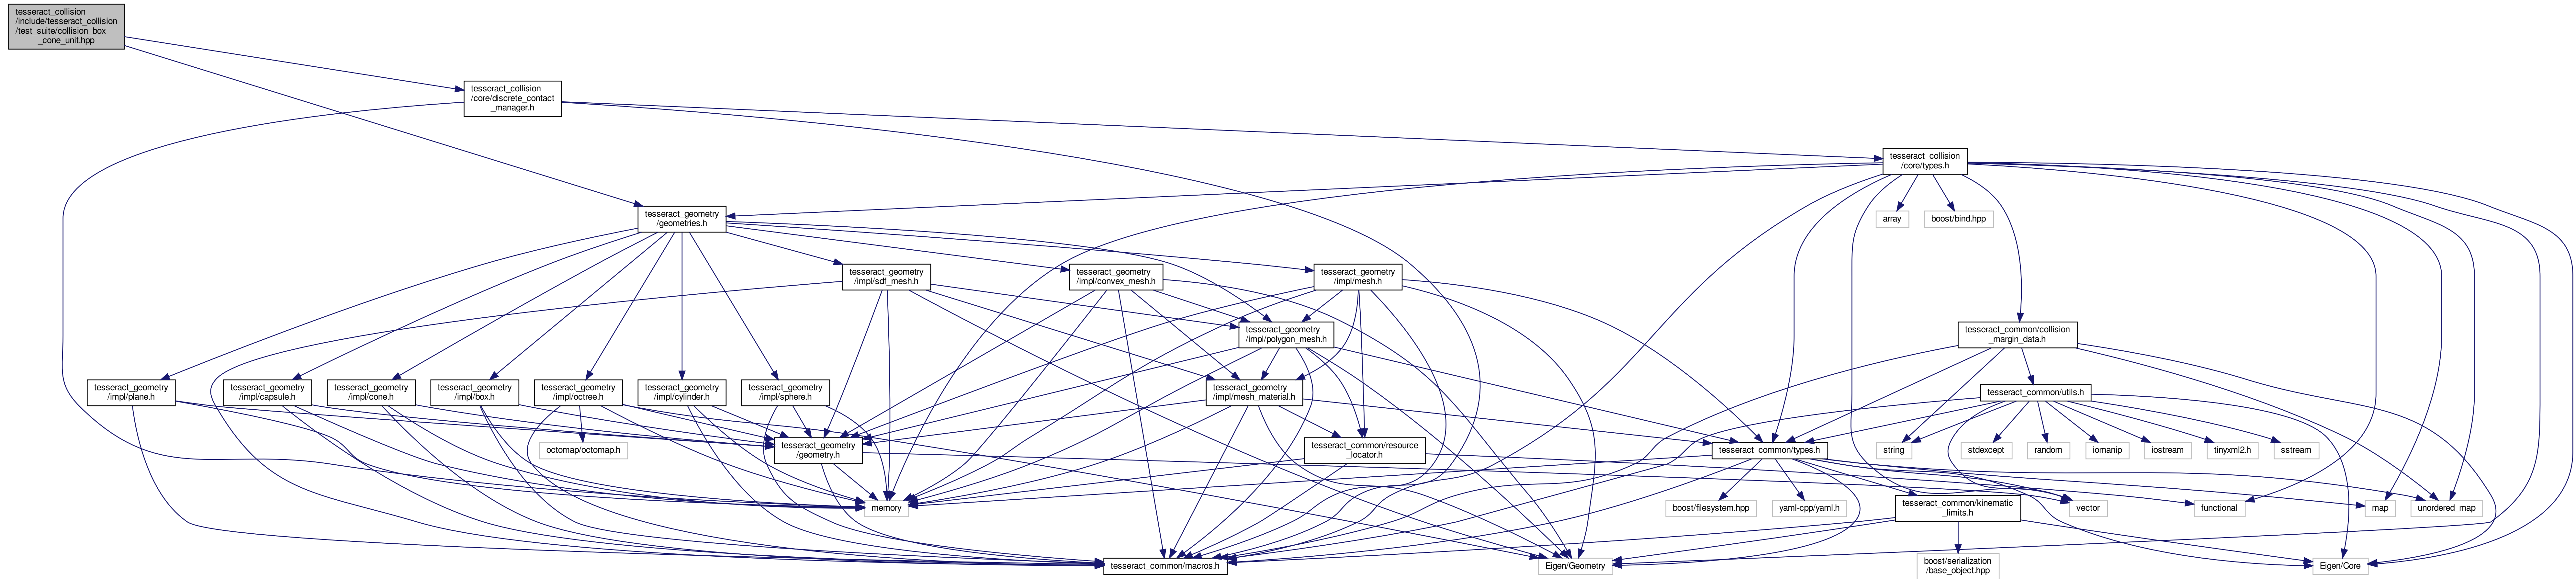 tesseract_collision
/include/tesseract_collision
/test_suite/collision_box
_cone_unit.hpp
tesseract_collision
/core/discrete_contact
_manager.h
tesseract_collision
/core/types.h
tesseract_geometry
/geometries.h
array
boost/bind.hpp
tesseract_geometry
/impl/sdf_mesh.h
tesseract_geometry
/impl/convex_mesh.h
tesseract_geometry
/impl/mesh.h
tesseract_geometry
/impl/polygon_mesh.h
tesseract_common/collision
_margin_data.h
tesseract_geometry
/impl/plane.h
tesseract_geometry
/impl/capsule.h
tesseract_geometry
/impl/cone.h
tesseract_geometry
/impl/box.h
tesseract_geometry
/impl/octree.h
tesseract_geometry
/impl/cylinder.h
tesseract_geometry
/impl/sphere.h
tesseract_geometry
/impl/mesh_material.h
tesseract_common/utils.h
octomap/octomap.h
tesseract_geometry
/geometry.h
tesseract_common/resource
_locator.h
tesseract_common/types.h
string
stdexcept
random
iomanip
iostream
tinyxml2.h
sstream
memory
boost/filesystem.hpp
yaml-cpp/yaml.h
tesseract_common/kinematic
_limits.h
vector
functional
map
unordered_map
tesseract_common/macros.h
Eigen/Geometry
boost/serialization
/base_object.hpp
Eigen/Core